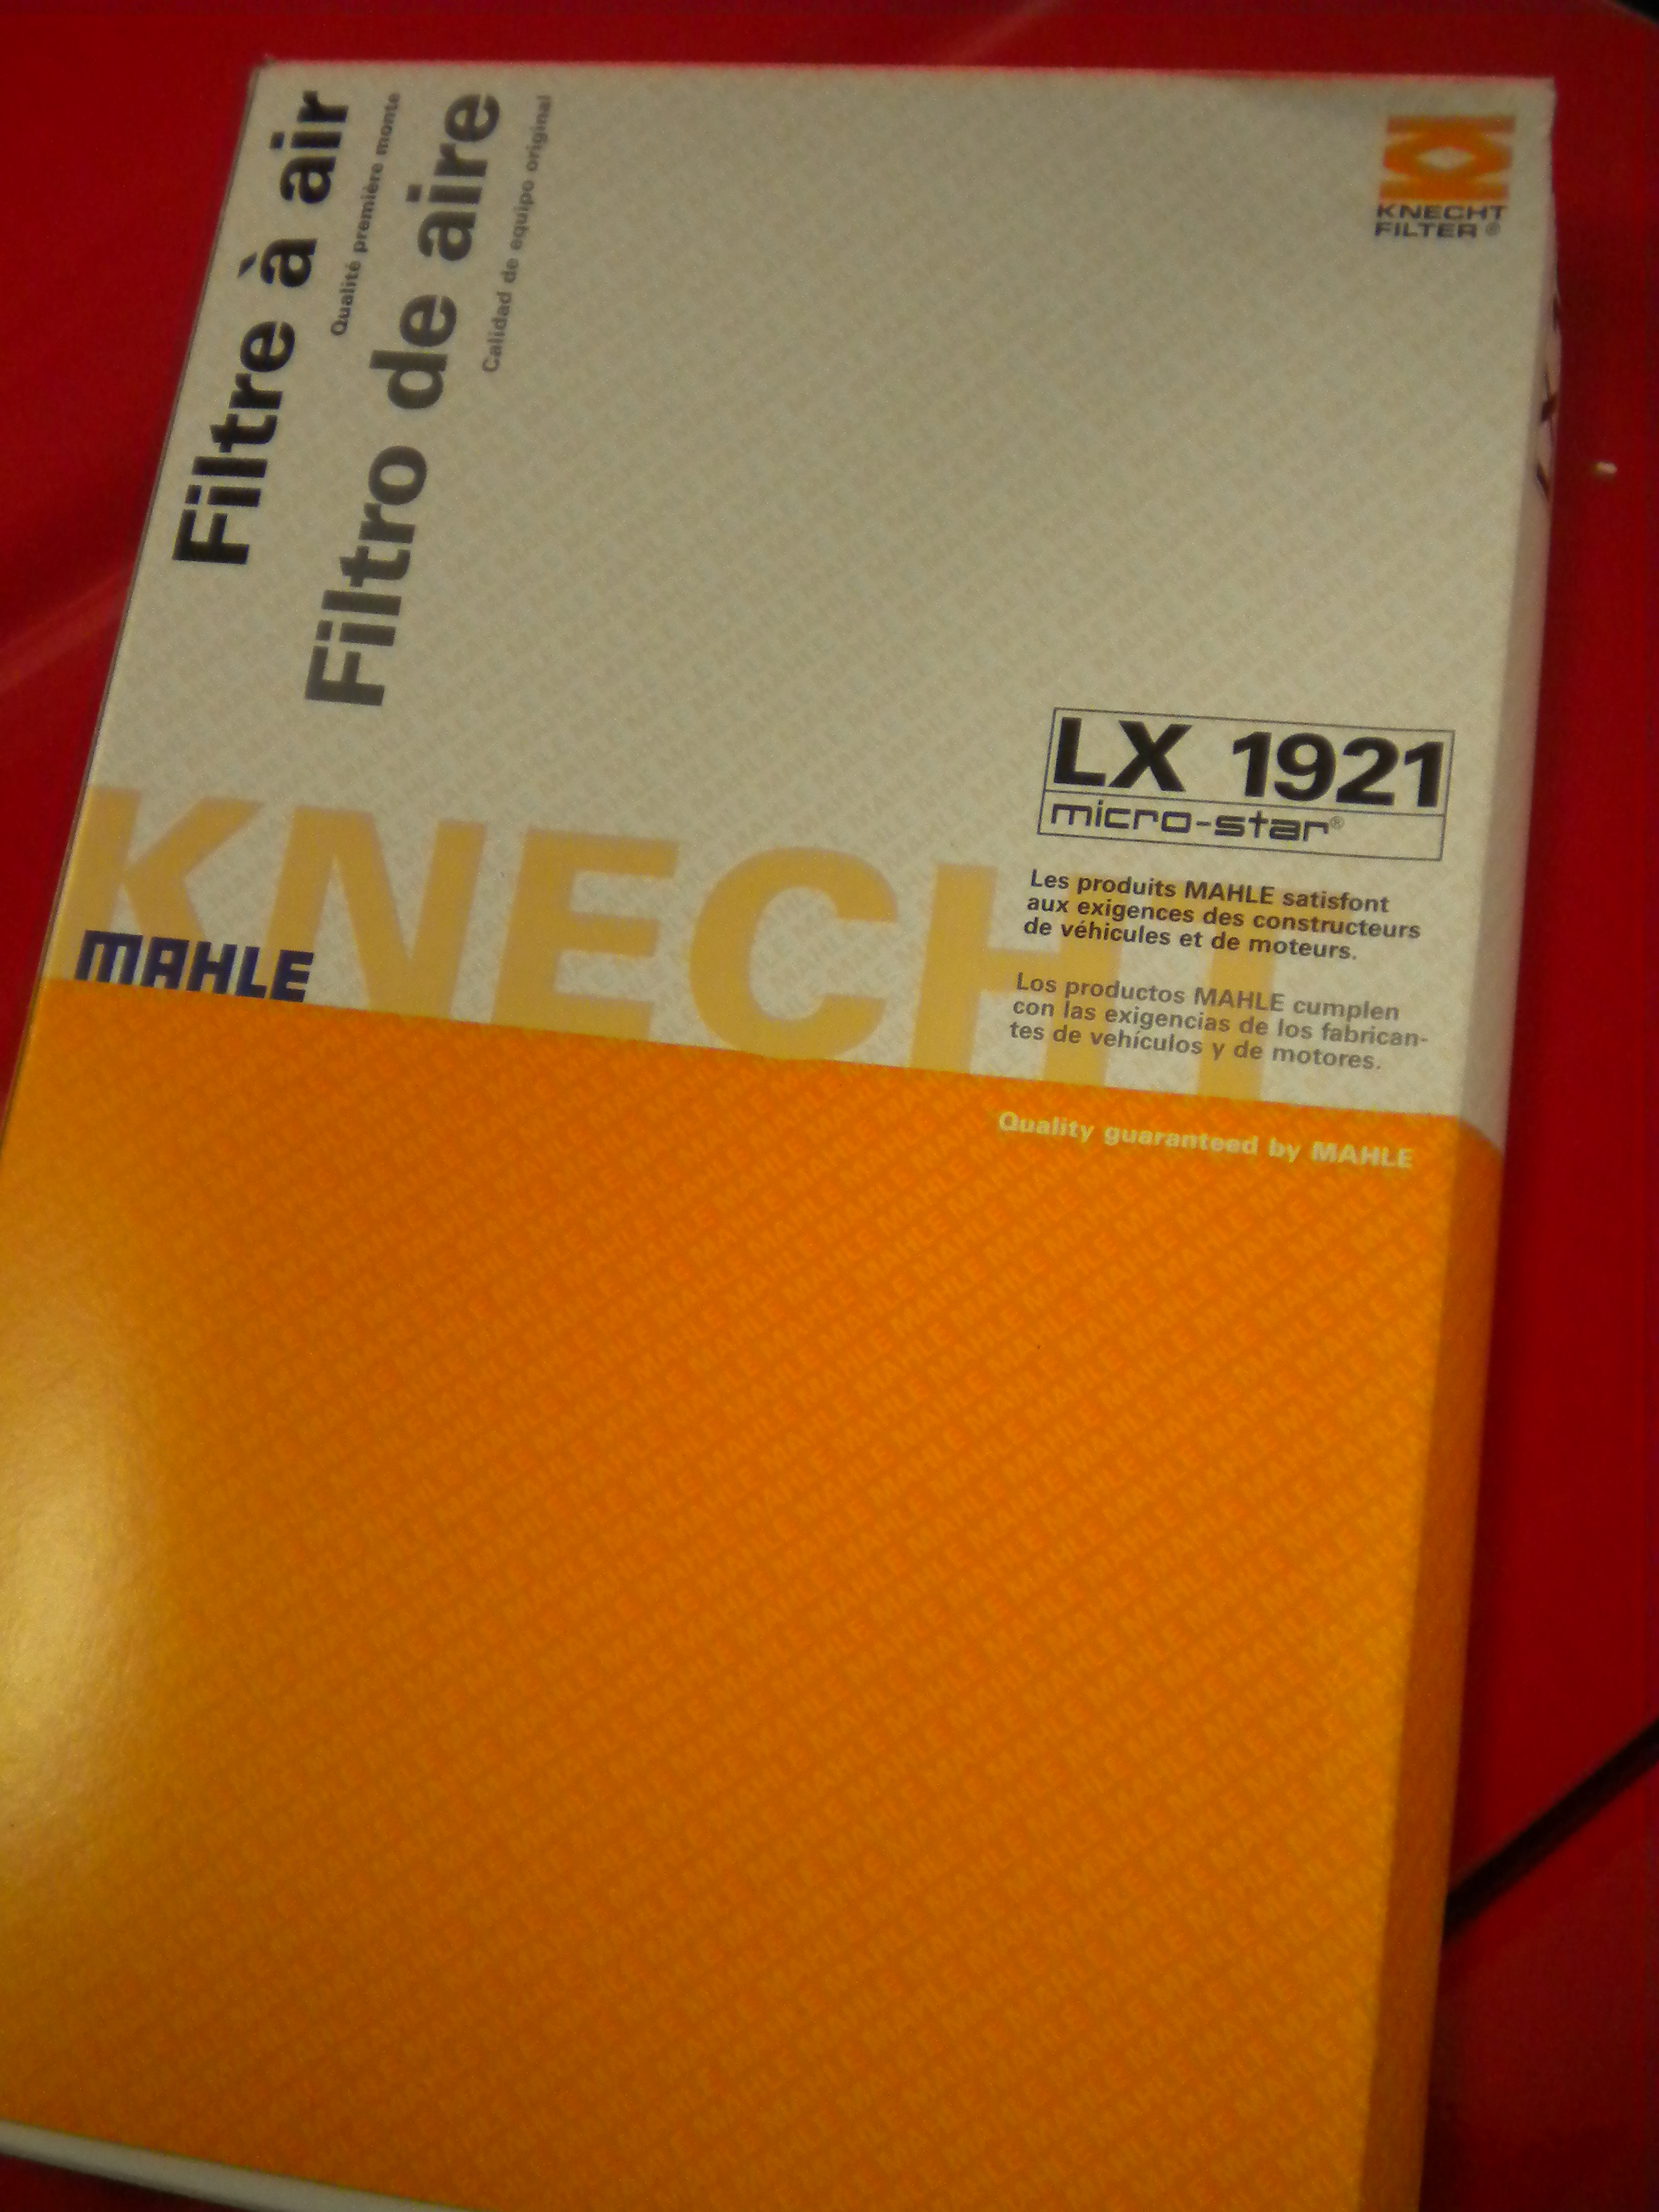 Filtre à air
Qualité première monte
Filtro de aire
Calidad de equipo original
KNECHT
FILTER®
LX 1921
micro-star®
KNECHT
MAHLE
Les produits MAHLE satisfont
aux exigences des constructeurs
de véhicules et de moteurs.
Los productos MAHLE cumplen
con las exigencias de los fabrican-
tes de vehículos y de motores.
Quality guaranteed by MAHLE